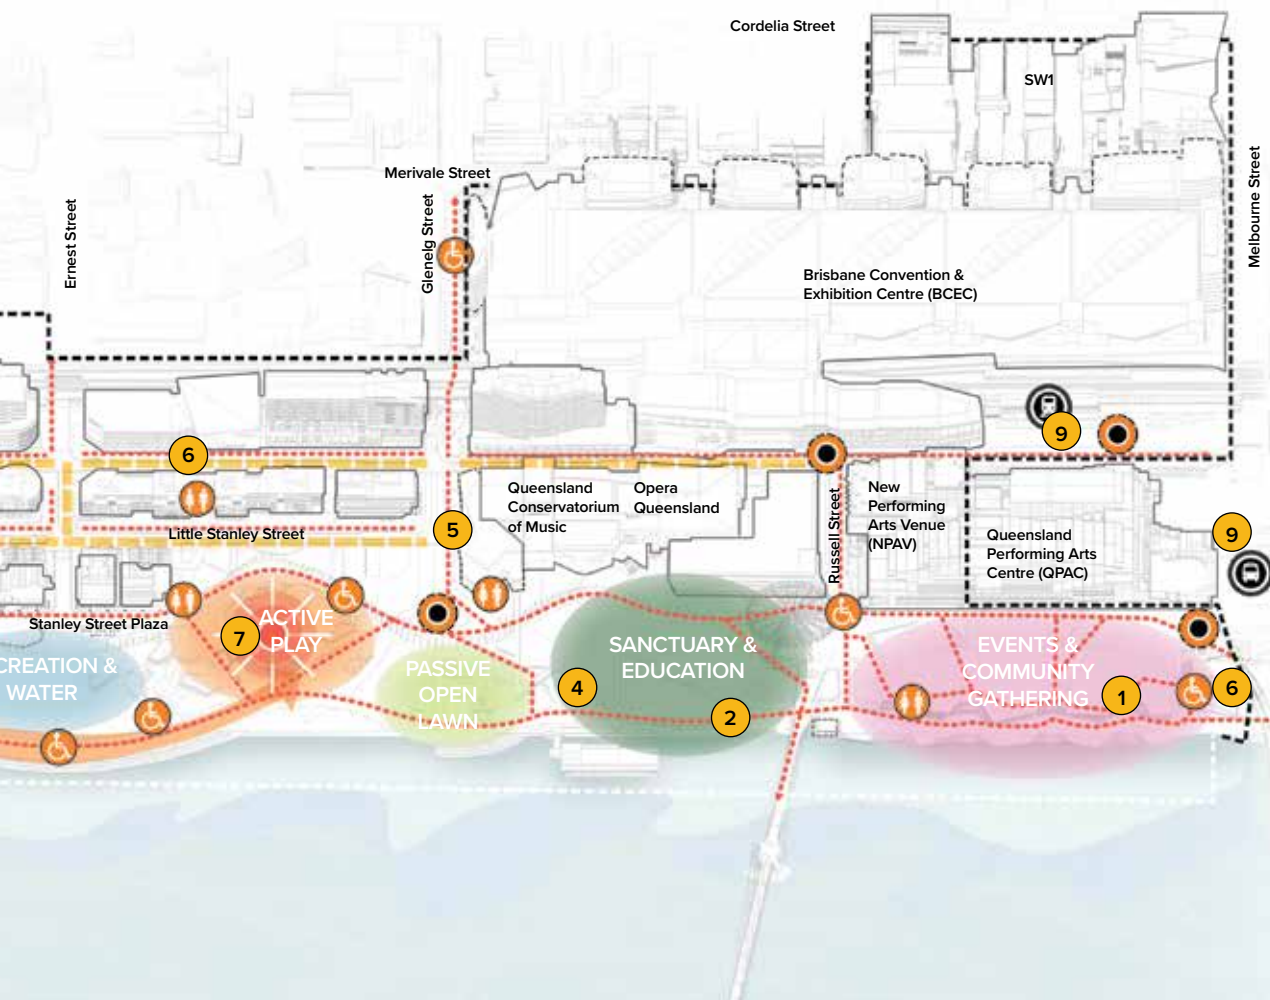 Cordelia Street
SW1
Merivale Street
Melbourne Street
Ernest Street
Glenelg Street
Brisbane Convention &
Exhibition Centre (BCEC)
9
6
Queensland
Conservatorium
of Music
Opera
Queensland
New
Performing
Arts Venue
(NPAV)
Russell Street
Queensland
Performing Arts
Centre (QPAC)
9
5
Little Stanley Street
Stanley Street Plaza
7
ACTIVE
PLAY
CREATION &
WATER
PASSIVE
OPEN
LAWN
SANCTUARY &
EDUCATION
4
2
EVENTS &
COMMUNITY
GATHERING
1
6